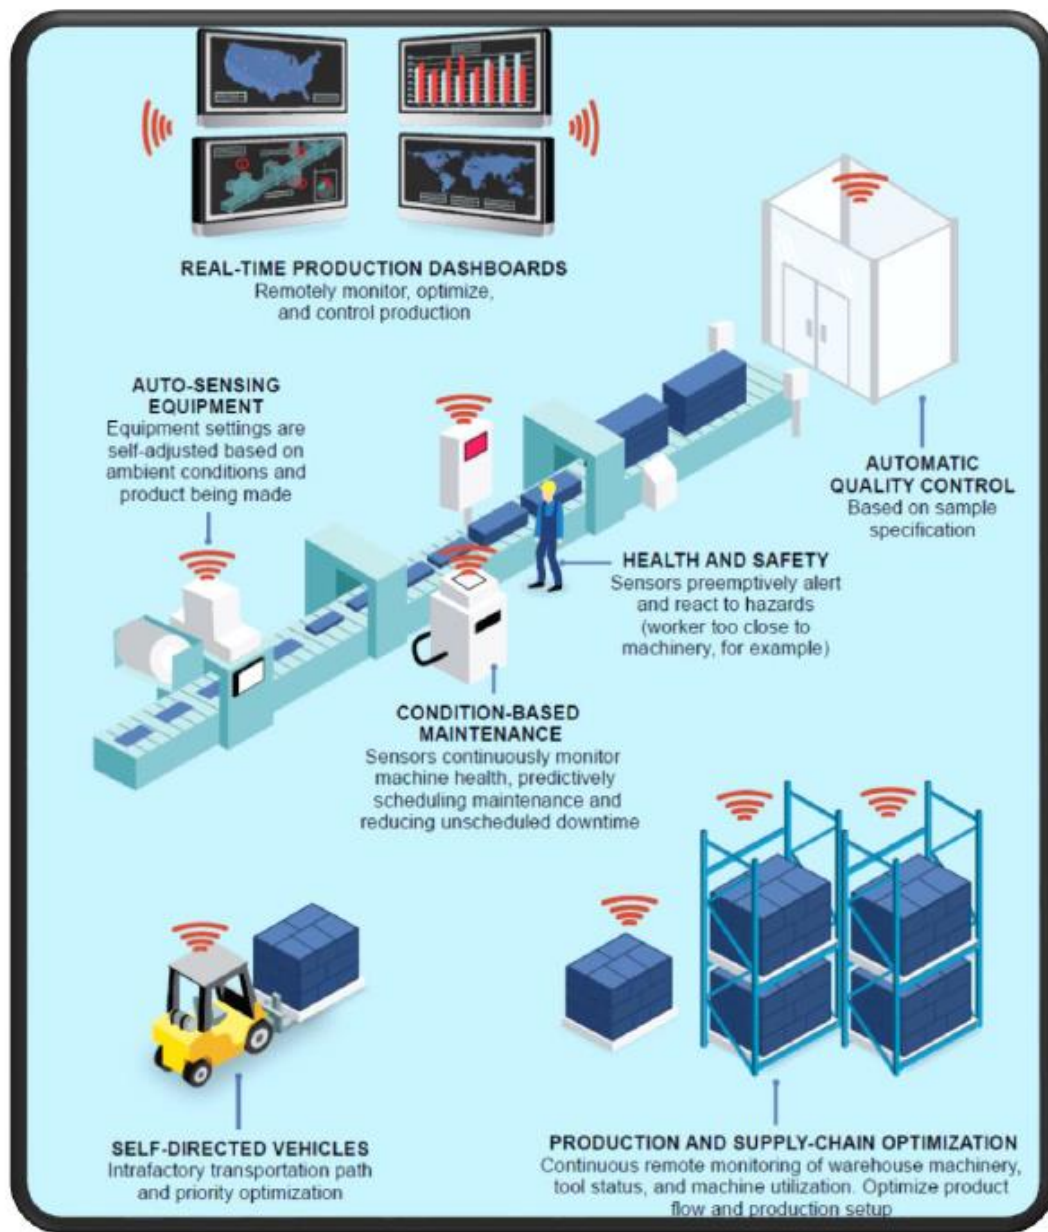 REAL-TIME PRODUCTION DASHBOARDS
Remotely monitor, optimize,
and control production
AUTO-SENSING
EQUIPMENT
Equipment settings are
self-adjusted based on
ambient conditions and
product being made
AUTOMATIC
QUALITY CONTROL
Based on sample
specification
HEALTH AND SAFETY
Sensors preemptively alert
and react to hazards
(worker too close to
machinery, for example)
CONDITION-BASED
MAINTENANCE
Sensors continuously monitor
machine health, predictively
scheduling maintenance and
reducing unscheduled downtime
SELF-DIRECTED VEHICLES
Intrafactory transportation path
and priority optimization
PRODUCTION AND SUPPLY-CHAIN OPTIMIZATION
Continuous remote monitoring of warehouse machinery,
tool status, and machine utilization. Optimize product
flow and production setup